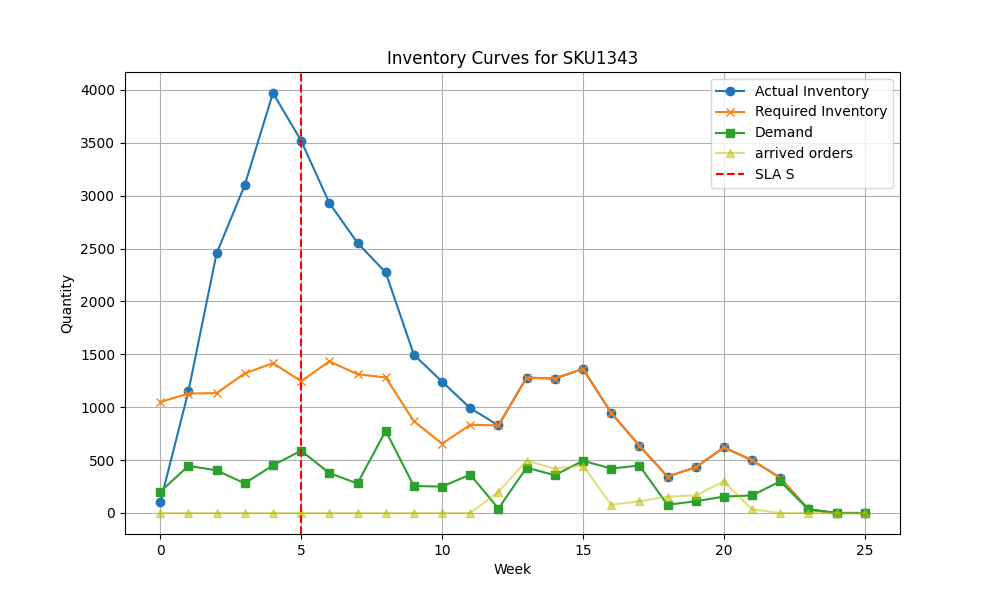 Inventory Curves for SKU1343
Quantity
4000
3500
3000
2500
2000
1500
1000
500
0
Actual Inventory
Required Inventory
Demand
arrived orders
SLA S
0 5 10 15 20 25
Week